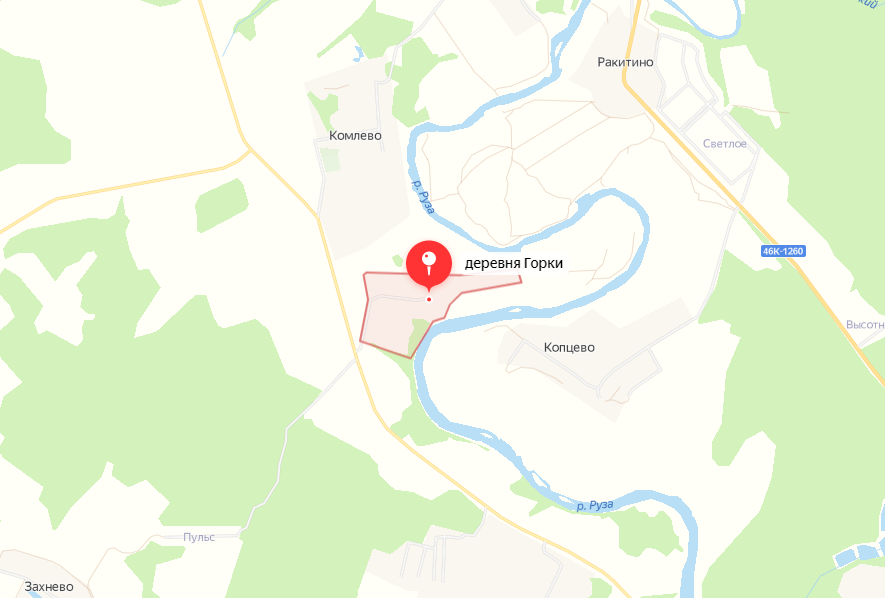 Ракитино
Комлево
Светлое
р. Руза
46К-1260
деревня Горки
Высотн
Копцево
р. Руза
Пульс
Захнево